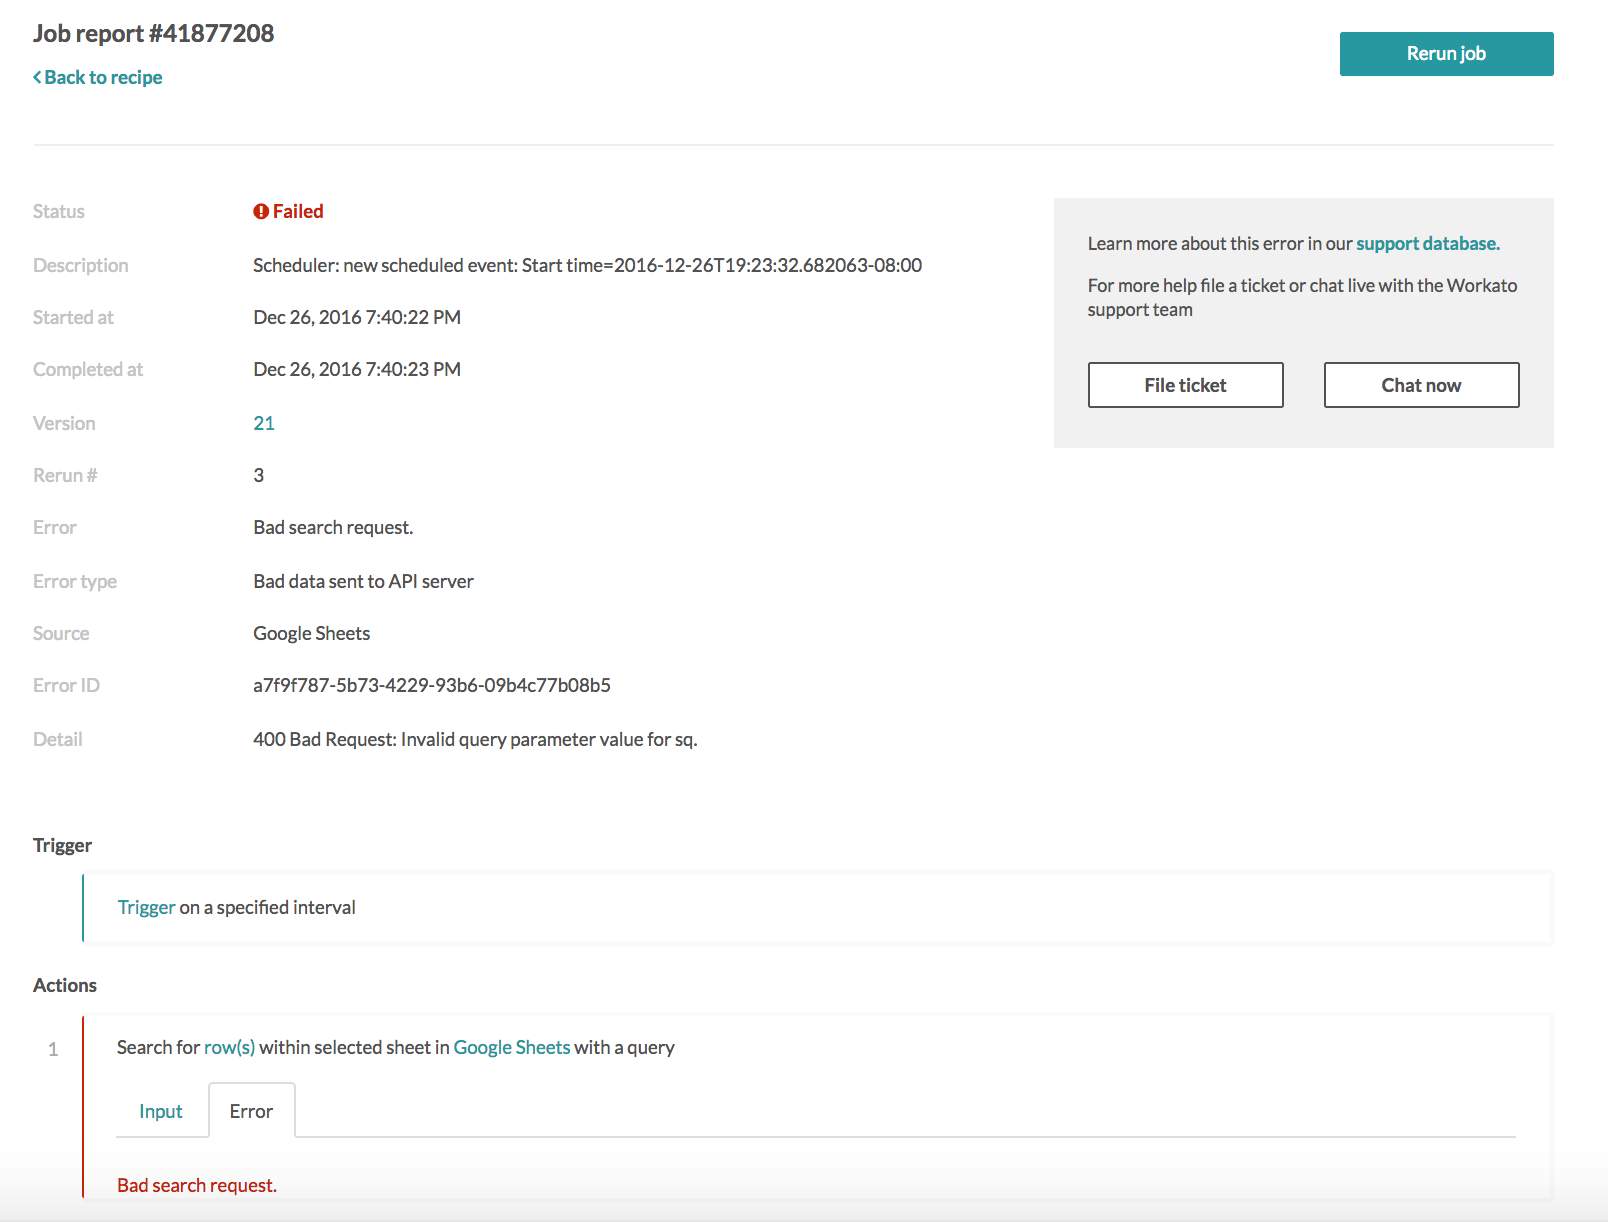 Job report #41877208
Back to recipe
Rerun job
Status
Failed
Description
Scheduler: new scheduled event: Start time=2016-12-26T19:23:32.682063-08:00
Started at
Dec 26, 2016 7:40:22 PM
Completed at
Dec 26, 2016 7:40:23 PM
Version
21
Rerun #
3
Error
Bad search request.
Error type
Bad data sent to API server
Source
Google Sheets
Error ID
a7f9f787-5b73-4229-93b6-09b4c77b08b5
Detail
400 Bad Request: Invalid query parameter value for sq.
Learn more about this error in our support database.
For more help file a ticket or chat live with the Workato
support team
File ticket
Chat now
Trigger
Trigger on a specified interval
Actions
1
Search for row(s) within selected sheet in Google Sheets with a query
Input
Error
Bad search request.